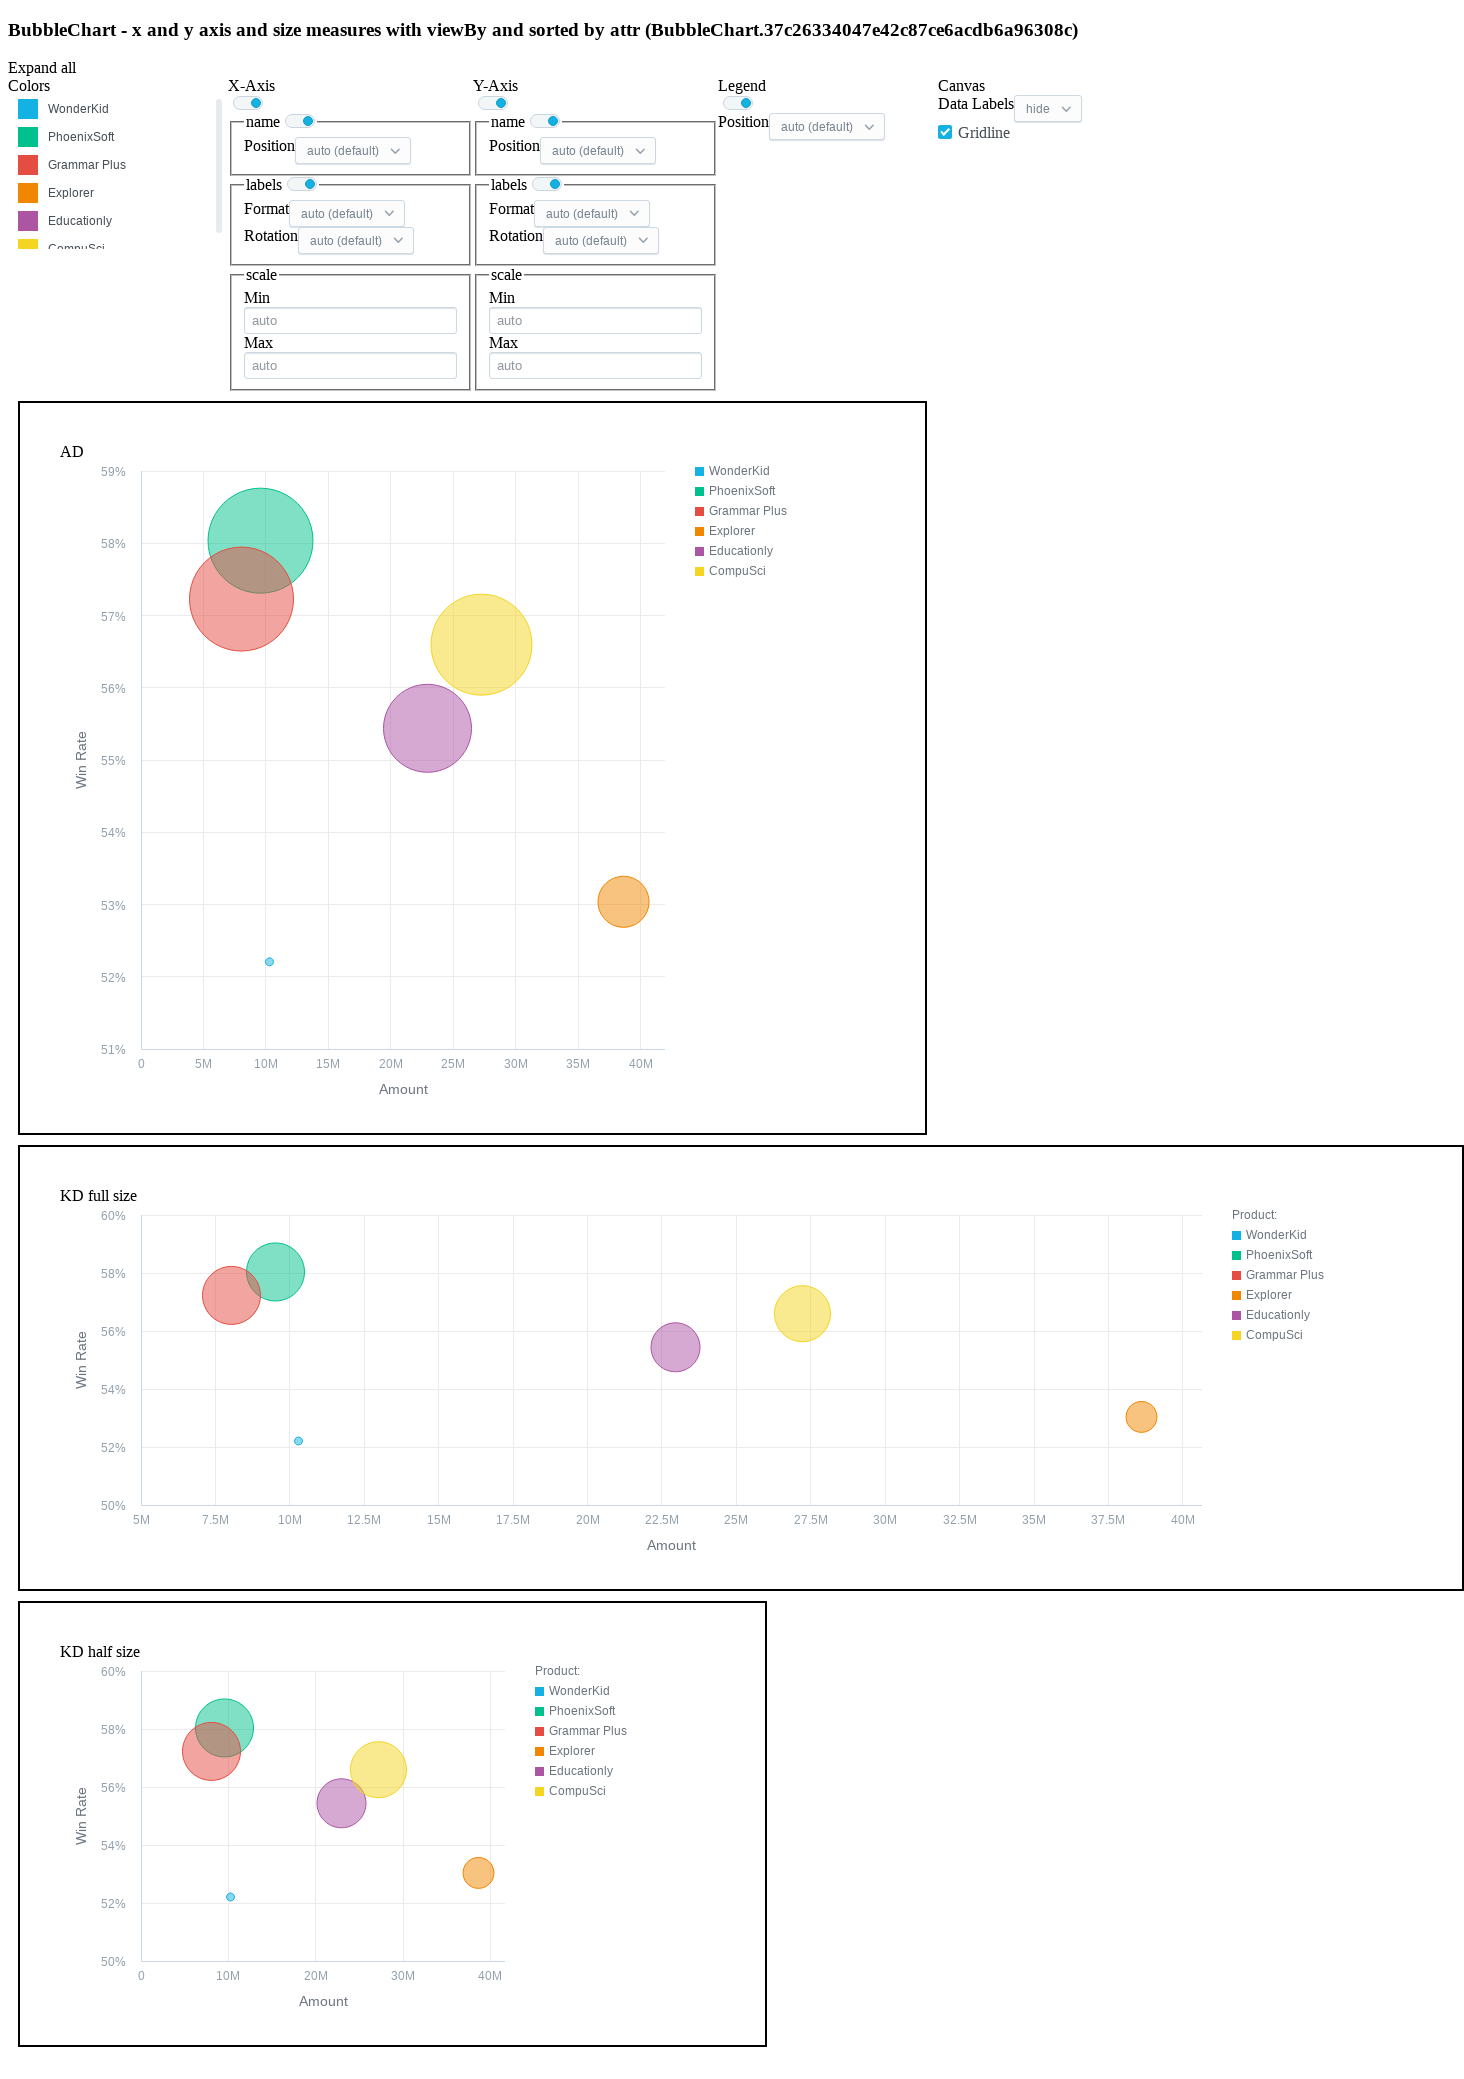 BubbleChart - x and y axis and size measures with viewBy and sorted by attr (BubbleChart.37c26334047e42c87ce6acdb6a96308c)
Expand all
Colors
WonderKid
PhoenixSoft
Grammar Plus
Explorer
Educationly
CompuSci
X-Axis
name
Position auto (default)
labels
Format auto (default)
Rotation auto (default)
scale
Min
auto
Max
auto
Y-Axis
name
Position auto (default)
labels
Format auto (default)
Rotation auto (default)
scale
Min
auto
Max
auto
Legend
Position auto (default)
Canvas
Data Labels hide
Gridline
AD
59%
58%
57%
56%
55%
54%
53%
52%
51%
Win Rate
0 5M 10M 15M 20M 25M 30M 35M 40M
Amount
WonderKid
PhoenixSoft
Grammar Plus
Explorer
Educationly
CompuSci
KD full size
60%
58%
56%
54%
52%
50%
Win Rate
5M 7.5M 10M 12.5M 15M 17.5M 20M 22.5M 25M 27.5M 30M 32.5M 35M 37.5M 40M
Amount
Product:
WonderKid
PhoenixSoft
Grammar Plus
Explorer
Educationly
CompuSci
KD half size
60%
58%
56%
54%
52%
50%
Win Rate
0 10M 20M 30M 40M
Amount
Product:
WonderKid
PhoenixSoft
Grammar Plus
Explorer
Educationly
CompuSci